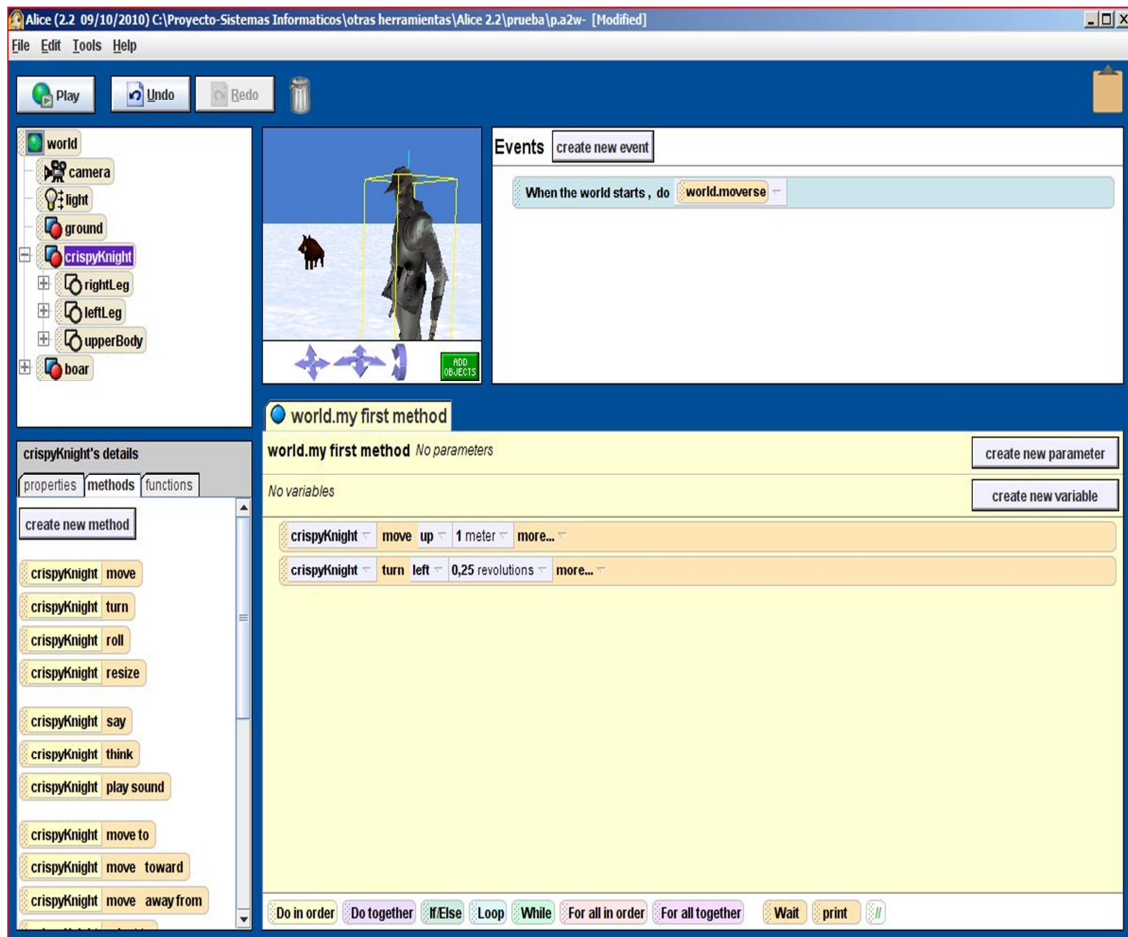 Alice (2.2 09/10/2010) C:\Proyecto-Sistemas Informaticos\otras herramientas\Alice 2.2\prueba\p.a2w- [Modified]
File Edit Tools Help
Play Undo Redo
world
camera
light
ground
crispyKnight
rightLeg
leftLeg
upperBody
boar
ADD
OBJECTS
Events create new event
When the world starts , do world.moverse
crispyKnight's details
properties methods functions
create new method
crispyKnight move
crispyKnight turn
crispyKnight roll
crispyKnight resize
crispyKnight say
crispyKnight think
crispyKnight play sound
crispyKnight move to
crispyKnight move toward
crispyKnight move away from
world.my first method
world.my first method No parameters create new parameter
No variables create new variable
crispyKnight move up 1 meter more...
crispyKnight turn left 0,25 revolutions more...
Do in order Do together If/Else Loop While For all in order For all together Wait print //